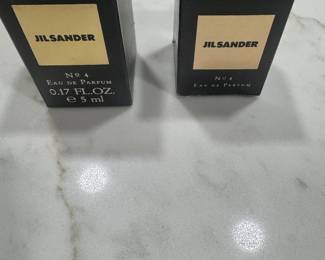 JILSANDER
Nº 4
EAU DE PARFUM
0.17 FL.OZ.
℮ 5 ml
JILSANDER
Nº 4
EAU DE PARFUM